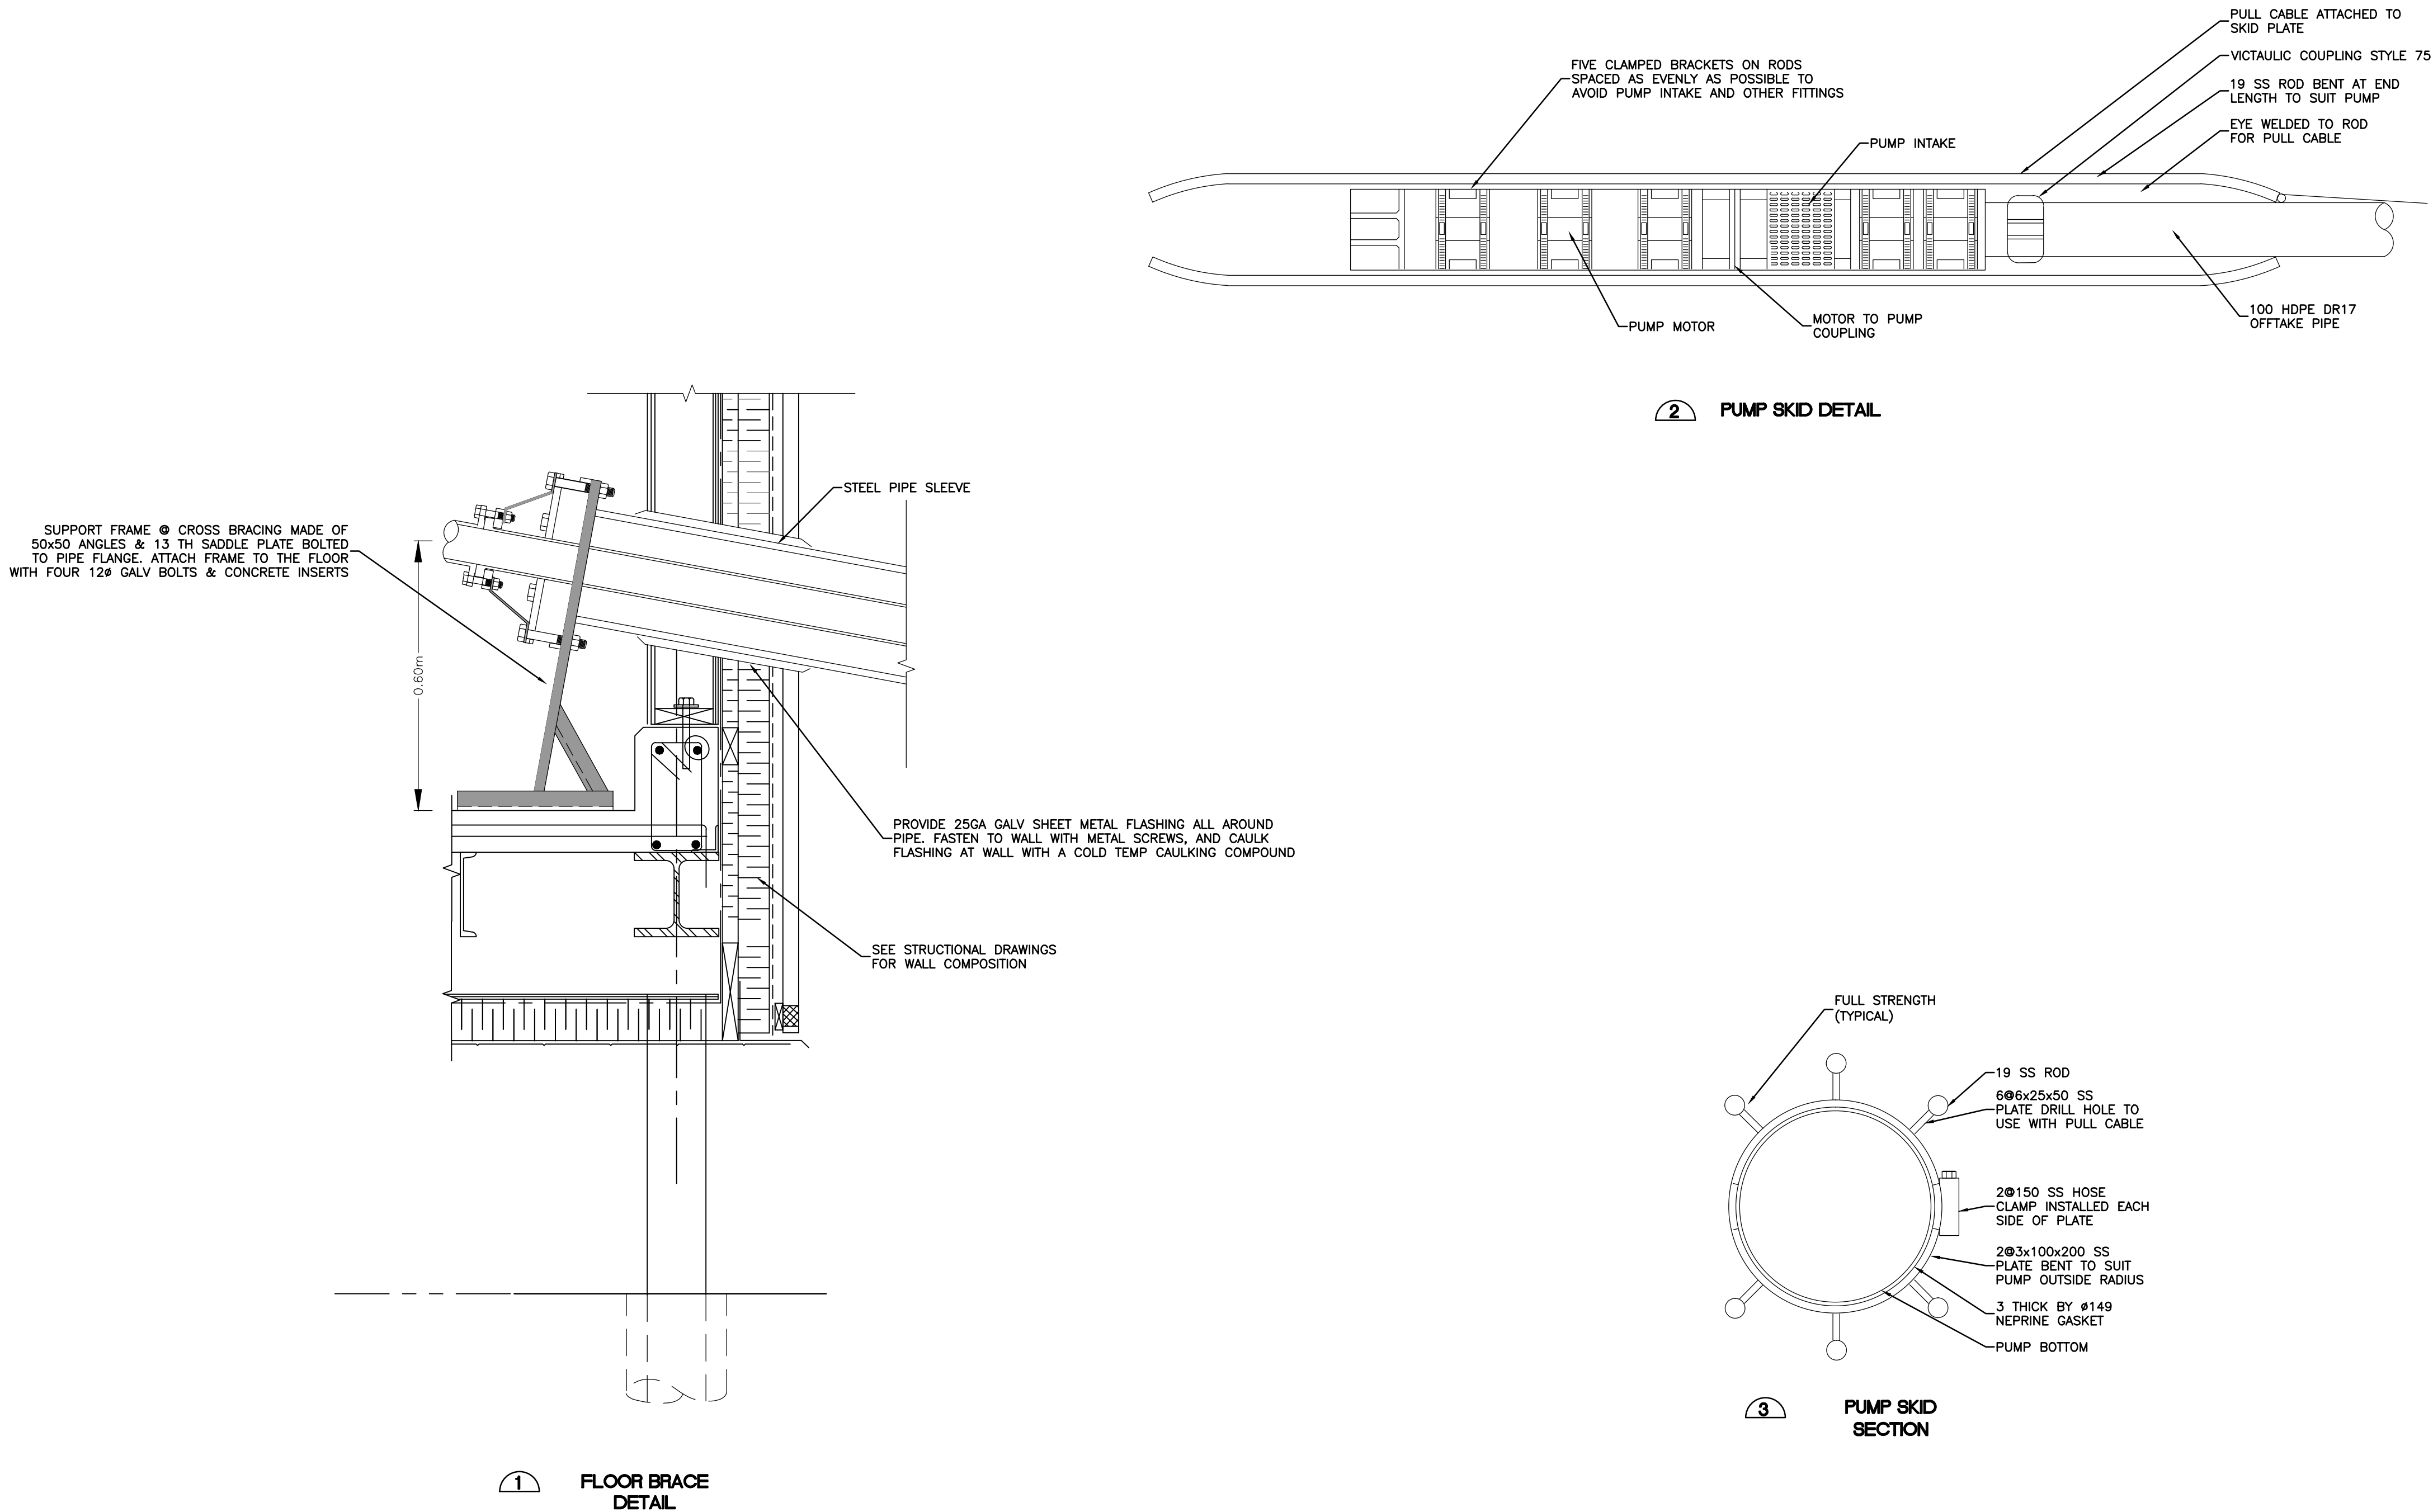 PULL CABLE ATTACHED TO
SKID PLATE
VICTAULIC COUPLING STYLE 75
19 SS ROD BENT AT END
LENGTH TO SUIT PUMP
EYE WELDED TO ROD
FOR PULL CABLE
FIVE CLAMPED BRACKETS ON RODS
SPACED AS EVENLY AS POSSIBLE TO
AVOID PUMP INTAKE AND OTHER FITTINGS
PUMP INTAKE
PUMP MOTOR
MOTOR TO PUMP
COUPLING
100 HDPE DR17
OFFTAKE PIPE
2 PUMP SKID DETAIL
STEEL PIPE SLEEVE
SUPPORT FRAME @ CROSS BRACING MADE OF
50x50 ANGLES & 13 TH SADDLE PLATE BOLTED
TO PIPE FLANGE. ATTACH FRAME TO THE FLOOR
WITH FOUR 12ø GALV BOLTS & CONCRETE INSERTS
0.60m
PROVIDE 25GA GALV SHEET METAL FLASHING ALL AROUND
PIPE. FASTEN TO WALL WITH METAL SCREWS, AND CAULK
FLASHING AT WALL WITH A COLD TEMP CAULKING COMPOUND
SEE STRUCTIONAL DRAWINGS
FOR WALL COMPOSITION
1 FLOOR BRACE
DETAIL
FULL STRENGTH
(TYPICAL)
19 SS ROD
6@6x25x50 SS
PLATE DRILL HOLE TO
USE WITH PULL CABLE
2@150 SS HOSE
CLAMP INSTALLED EACH
SIDE OF PLATE
2@3x100x200 SS
PLATE BENT TO SUIT
PUMP OUTSIDE RADIUS
3 THICK BY ø149
NEPRINE GASKET
PUMP BOTTOM
3 PUMP SKID
SECTION